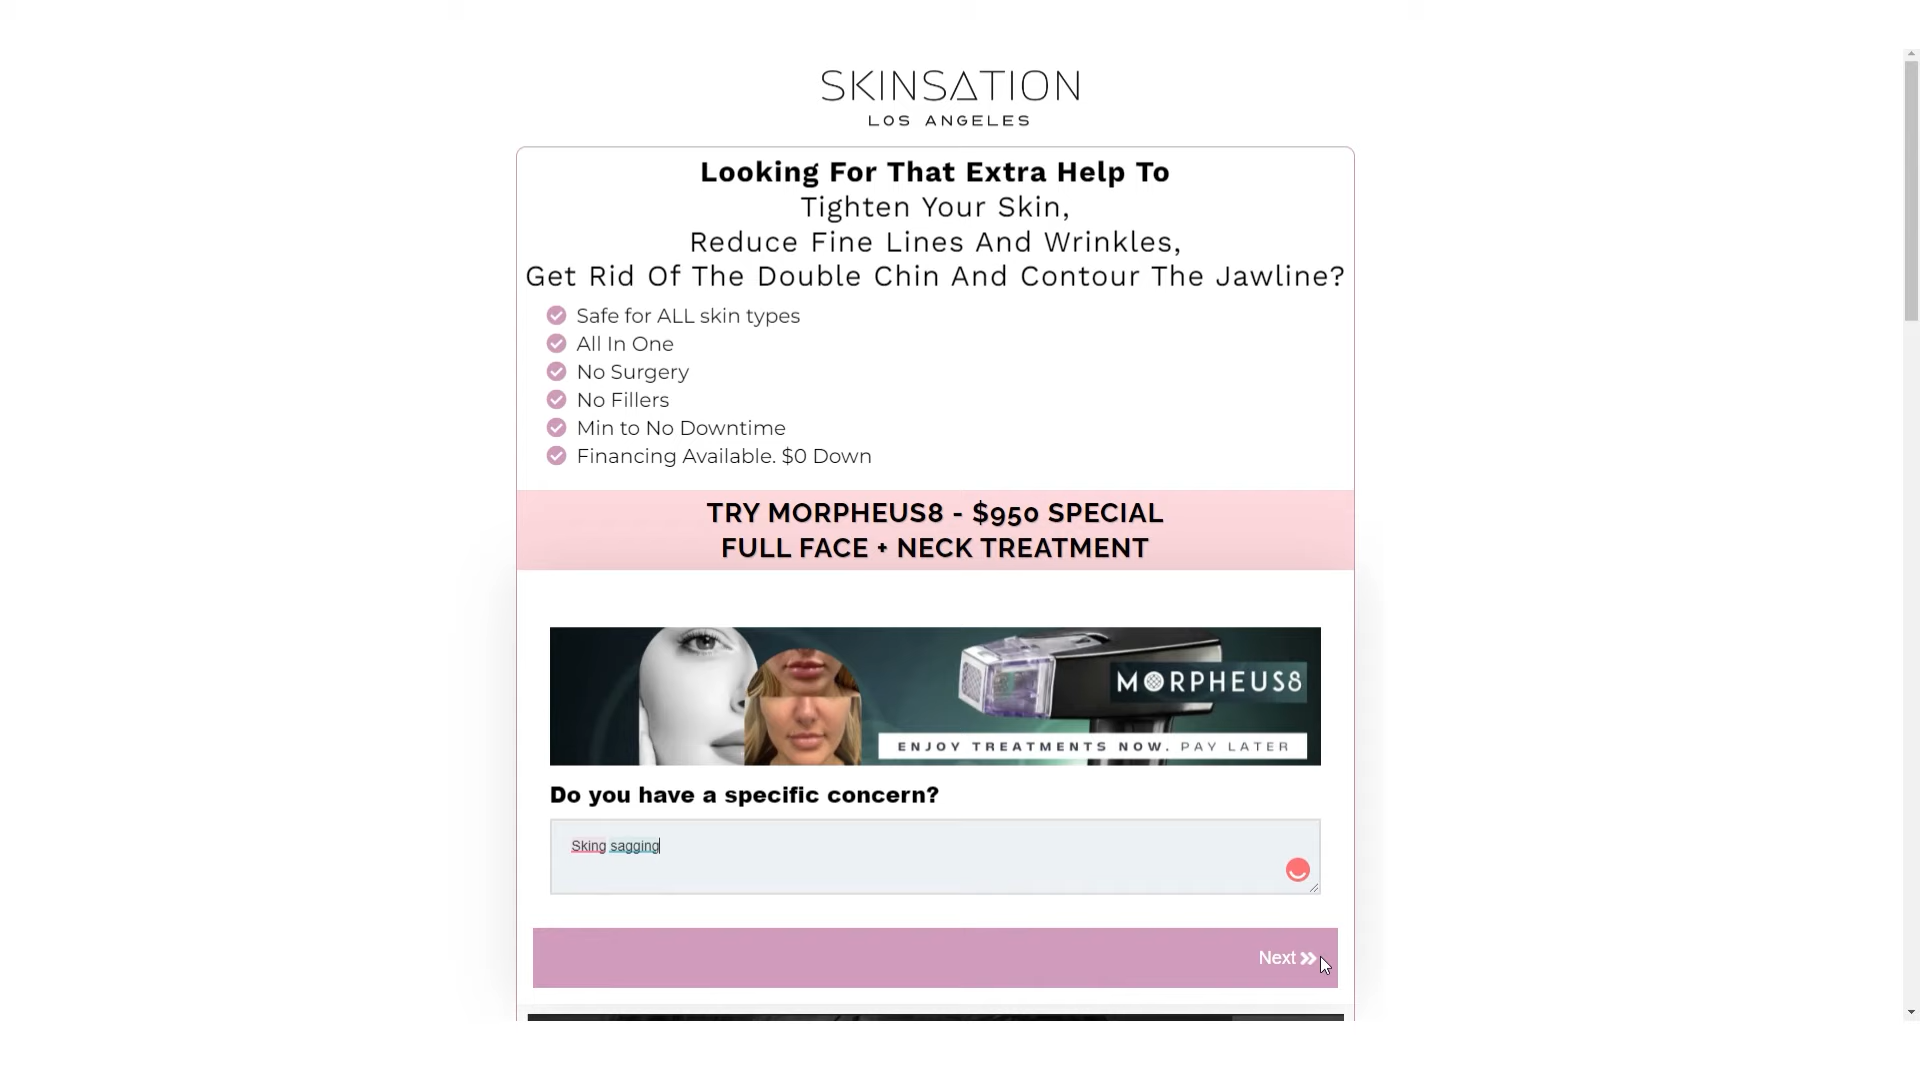 SKINSATION
LOS ANGELES
Looking For That Extra Help To
Tighten Your Skin,
Reduce Fine Lines And Wrinkles,
Get Rid Of The Double Chin And Contour The Jawline?
Safe for ALL skin types
All In One
No Surgery
No Fillers
Min to No Downtime
Financing Available. $0 Down
TRY MORPHEUS8 - $950 SPECIAL
FULL FACE + NECK TREATMENT
MORPHEUS8
ENJOY TREATMENTS NOW. PAY LATER
Do you have a specific concern?
Sking sagging
Next